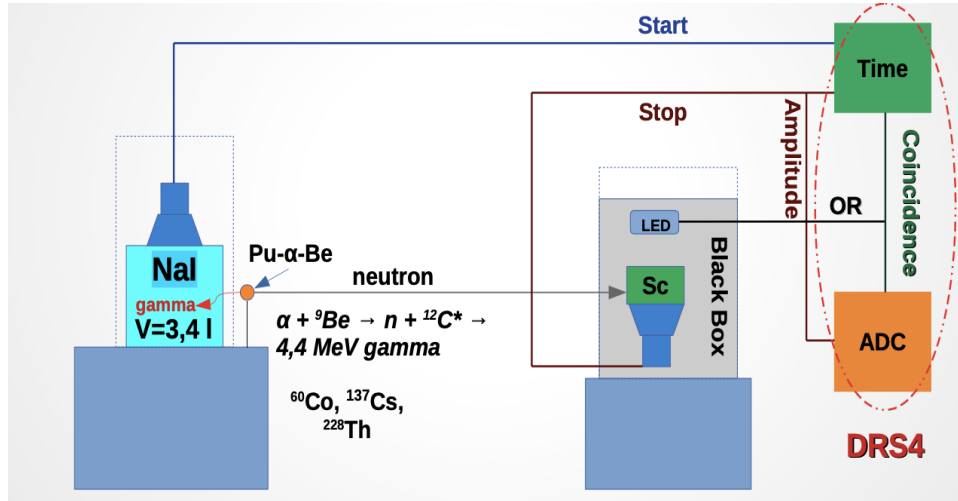 Start
Time
Stop
Amplitude
Coincidence
OR
LED
Black Box
Pu-α-Be
NaI
gamma
V=3,4 l
neutron
Sc
α + ⁹Be → n + ¹²C* →
4,4 MeV gamma
ADC
⁶⁰Co, ¹³⁷Cs,
²²⁸Th
DRS4